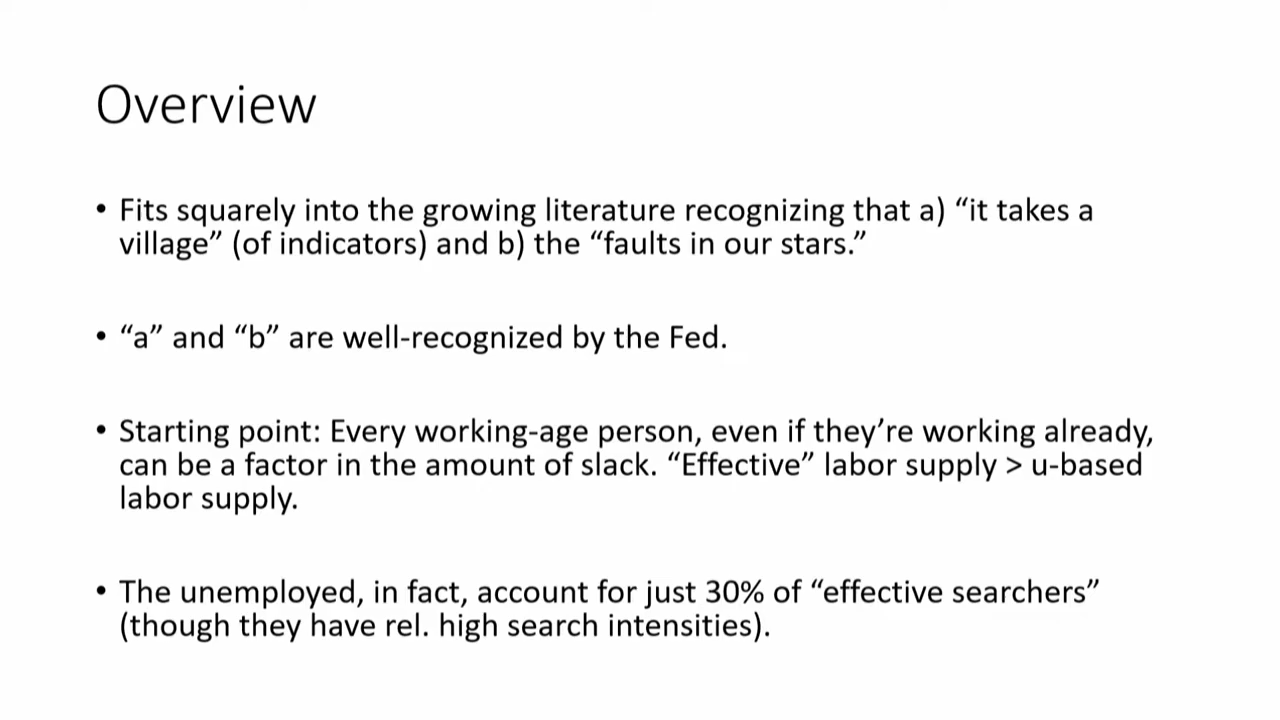 Overview
• Fits squarely into the growing literature recognizing that a) “it takes a
village” (of indicators) and b) the “faults in our stars.”
• “a” and “b” are well-recognized by the Fed.
• Starting point: Every working-age person, even if they’re working already,
can be a factor in the amount of slack. “Effective” labor supply > u-based
labor supply.
• The unemployed, in fact, account for just 30% of “effective searchers”
(though they have rel. high search intensities).